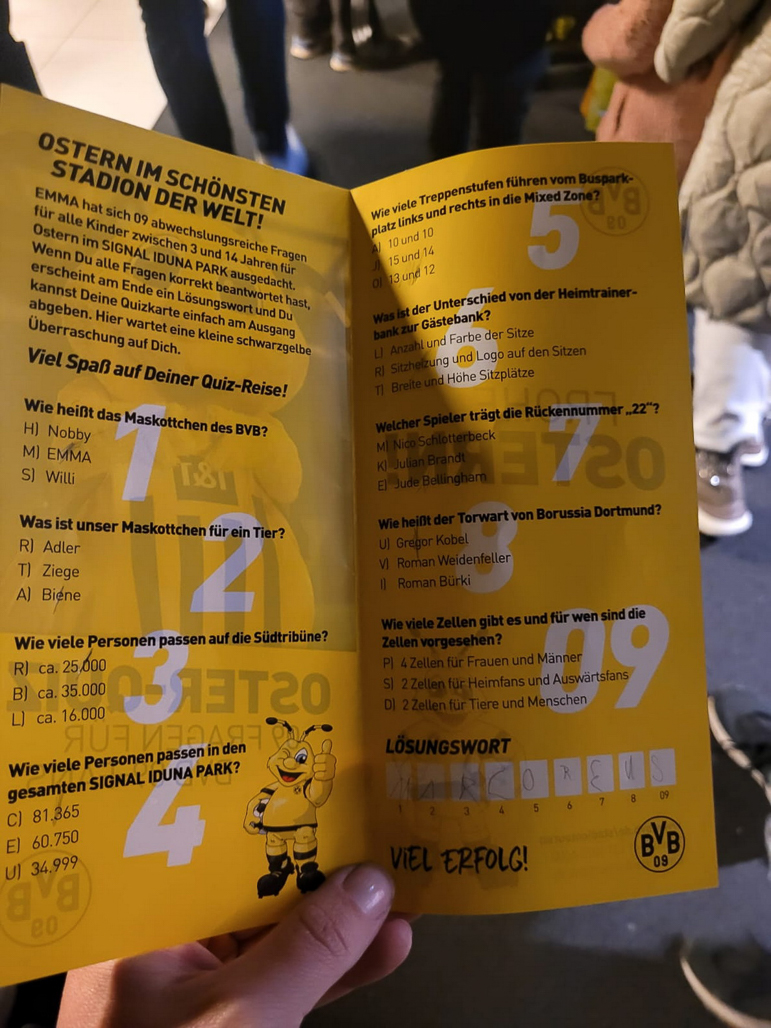 OSTERN IM SCHÖNSTEN
STADION DER WELT!
EMMA hat sich 09 abwechslungsreiche Fragen
für alle Kinder zwischen 3 und 14 Jahren für
Ostern im SIGNAL IDUNA PARK ausgedacht.
Wenn Du alle Fragen korrekt beantwortet hast,
erscheint am Ende ein Lösungswort und Du
kannst Deine Quizkarte einfach am Ausgang
abgeben. Hier wartet eine kleine schwarzgelbe
Überraschung auf Dich.
Viel Spaß auf Deiner Quiz-Reise!
1
Wie heißt das Maskottchen des BVB?
H) Nobby
M) EMMA
S) Willi
2
Was ist unser Maskottchen für ein Tier?
R) Adler
T) Ziege
A) Biene
3
Wie viele Personen passen auf die Südtribüne?
R) ca. 25.000
B) ca. 35.000
L) ca. 16.000
4
Wie viele Personen passen in den
gesamten SIGNAL IDUNA PARK?
C) 81.365
E) 60.750
U) 34.999
5
Wie viele Treppenstufen führen vom Buspark-
platz links und rechts in die Mixed Zone?
A) 10 und 10
J) 15 und 14
O) 13 und 12
6
Was ist der Unterschied von der Heimtrainer-
bank zur Gästebank?
L) Anzahl und Farbe der Sitze
R) Sitzheizung und Logo auf den Sitzen
T) Breite und Höhe Sitzplätze
7
Welcher Spieler trägt die Rückennummer „22"?
M) Nico Schlotterbeck
K) Julian Brandt
E) Jude Bellingham
8
Wie heißt der Torwart von Borussia Dortmund?
U) Gregor Kobel
V) Roman Weidenfeller
I) Roman Bürki
09
Wie viele Zellen gibt es und für wen sind die
Zellen vorgesehen?
P) 4 Zellen für Frauen und Männer
S) 2 Zellen für Heimfans und Auswärtsfans
D) 2 Zellen für Tiere und Menschen
LÖSUNGSWORT
M A R C O R E U S
1 2 3 4 5 6 7 8 09
VIEL ERFOLG!
BVB
09